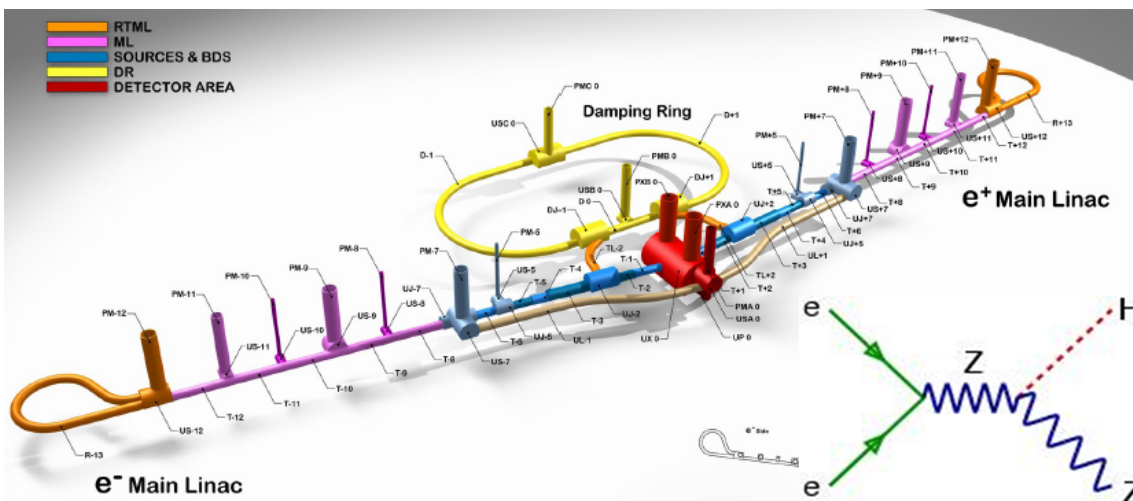 RTML
ML
SOURCES & BDS
DR
DETECTOR AREA
PMC 0
USC 0
Damping Ring
D+1
D-1
PMB 0
USB 0
PXB 0
D 0
DJ+1
DJ-1
PXA 0
TL-2
PM-12
PM-11
PM-10
PM-9
PM-8
PM-7
PM-5
UJ-7
US-5
T-5
T-4
T-1
T-2
T-3
UJ-2
UJ-5
UL-1
T-6
US-7
T-8
US-8
T-9
US-9
T-10
US-10
T-11
US-11
T-12
US-12
R-13
e- Main Linac
PM+12
PM+11
PM+10
PM+9
PM+8
PM+7
PM+5
US+5
T+5
UJ+2
R+13
US+12
T+12
US+11
T+11
US+10
T+10
US+9
T+9
US+8
T+8
US+7
UJ+7
T+6
UJ+5
T+4
UL+1
T+3
TL+2
T+2
T+1
PMA 0
USA 0
UP 0
UX 0
e+ Main Linac
e
e
Z
H
Z